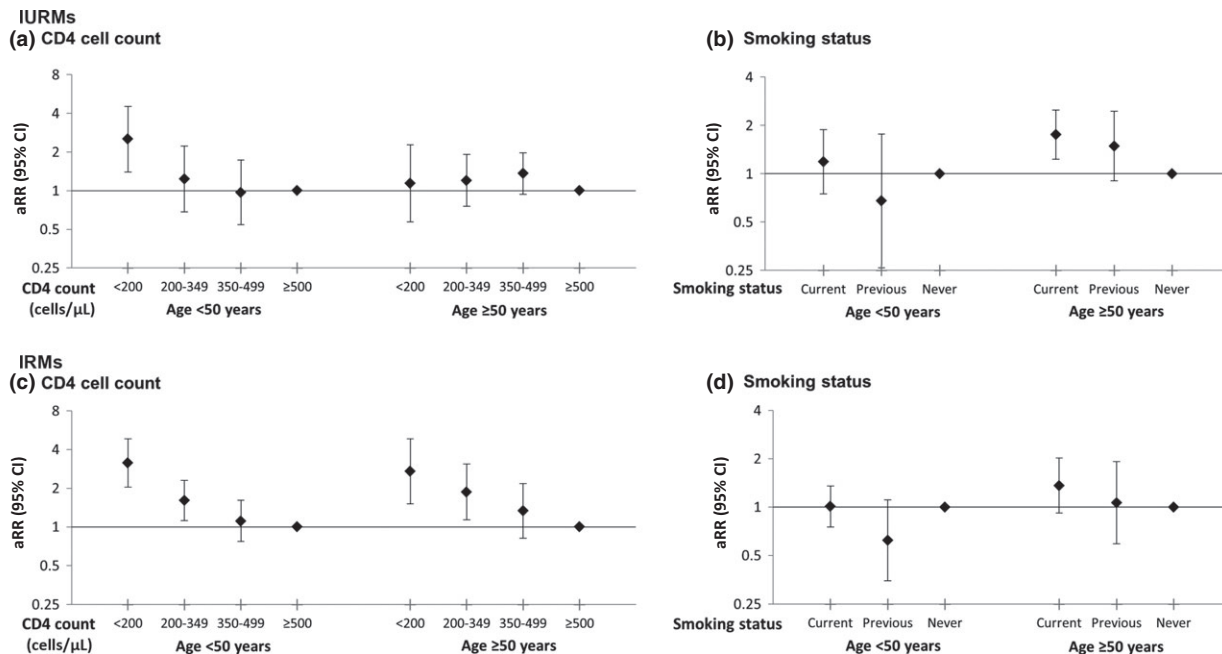 IURMs
(a) CD4 cell count
8
4
2
1
0.5
0.25
aRR (95% CI)
CD4 count <200 200-349 350-499 ≥500 <200 200-349 350-499 ≥500
(cells/µL) Age <50 years Age ≥50 years
(b) Smoking status
4
2
1
0.5
0.25
aRR (95% CI)
Smoking status Current Previous Never Current Previous Never
Age <50 years Age ≥50 years
IRMs
(c) CD4 cell count
8
4
2
1
0.5
0.25
aRR (95% CI)
CD4 count <200 200-349 350-499 ≥500 <200 200-349 350-499 ≥500
(cells/µL) Age <50 years Age ≥50 years
(d) Smoking status
4
2
1
0.5
0.25
aRR (95% CI)
Smoking status Current Previous Never Current Previous Never
Age <50 years Age ≥50 years